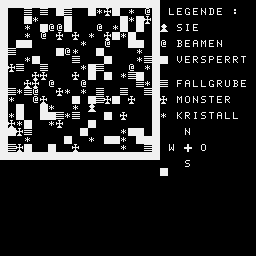 LEGENDE :
SIE
@ BEAMEN
VERSPERRT
FALLGRUBE
MONSTER
* KRISTALL
N
W + O
S